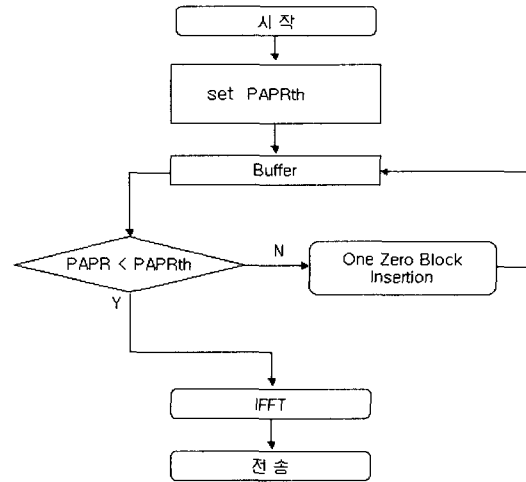 시 작
set PAPRth
Buffer
PAPR < PAPRth
N
One Zero Block
Insertion
Y
IFFT
전 송